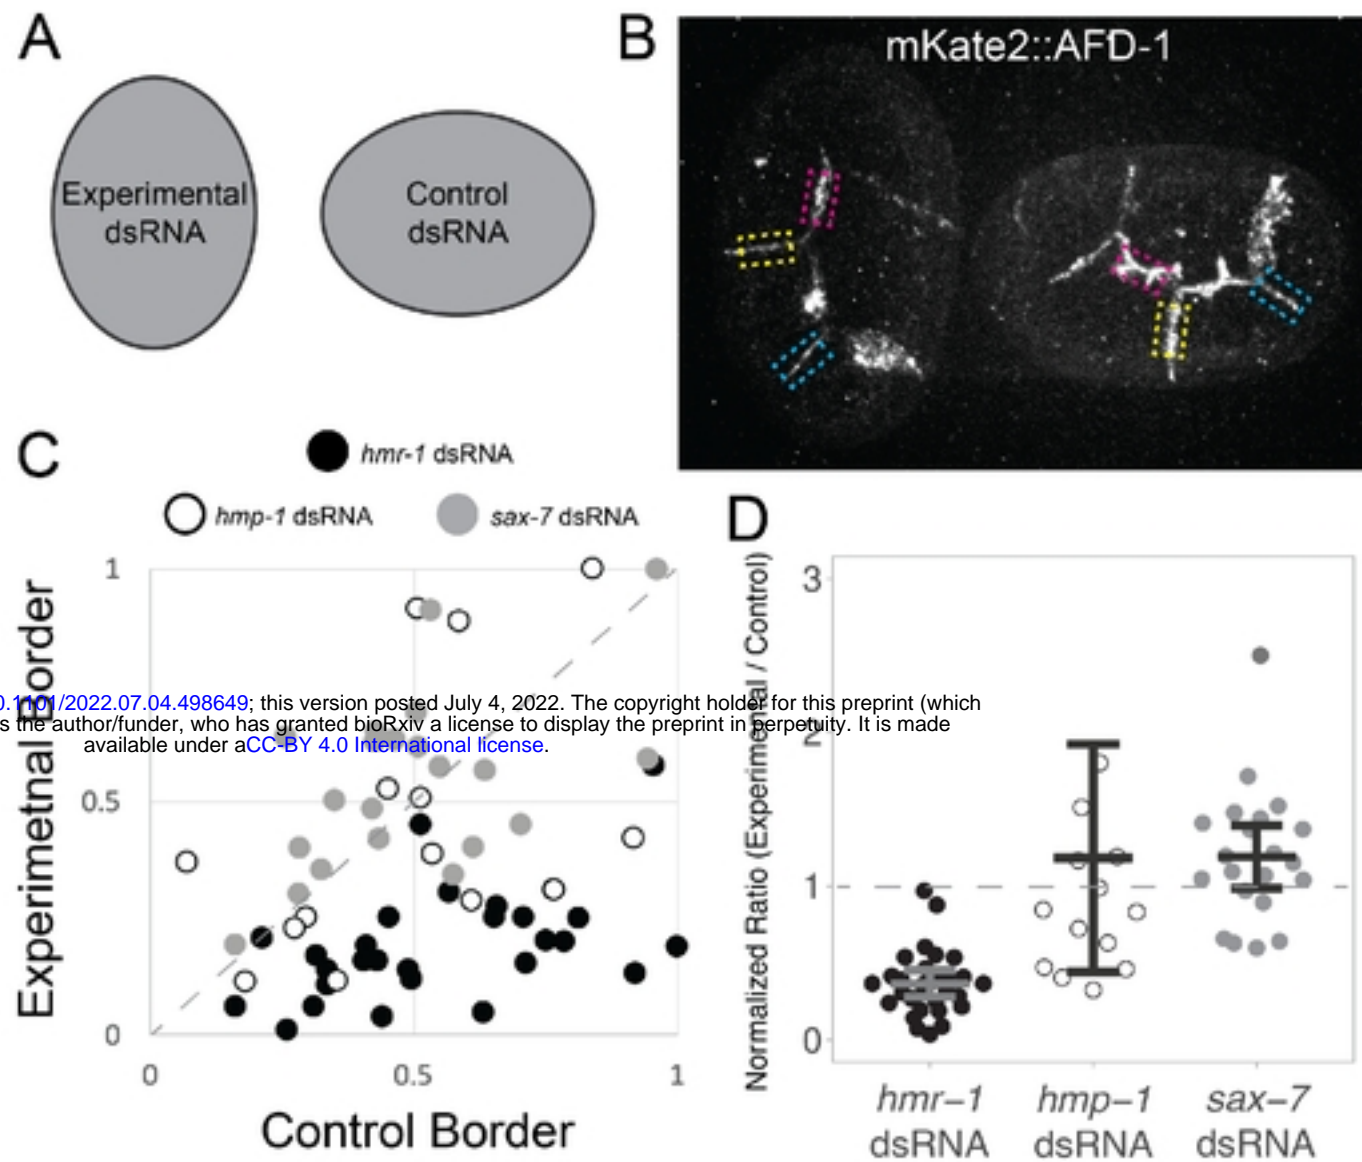 A
Experimental
dsRNA
Control
dsRNA
B
mKate2::AFD-1
C
hmr-1 dsRNA
hmp-1 dsRNA
sax-7 dsRNA
1
0.5
0
0
0.5
1
Experimetnal Border
Control Border
0.1101/2022.07.04.498649; this version posted July 4, 2022. The copyright holder for this preprint (which
s the author/funder, who has granted bioRxiv a license to display the preprint in perpetuity. It is made
available under aCC-BY 4.0 International license.
D
Normalized Ratio (Experimental / Control)
3
2
1
0
hmr−1
dsRNA
hmp−1
dsRNA
sax−7
dsRNA